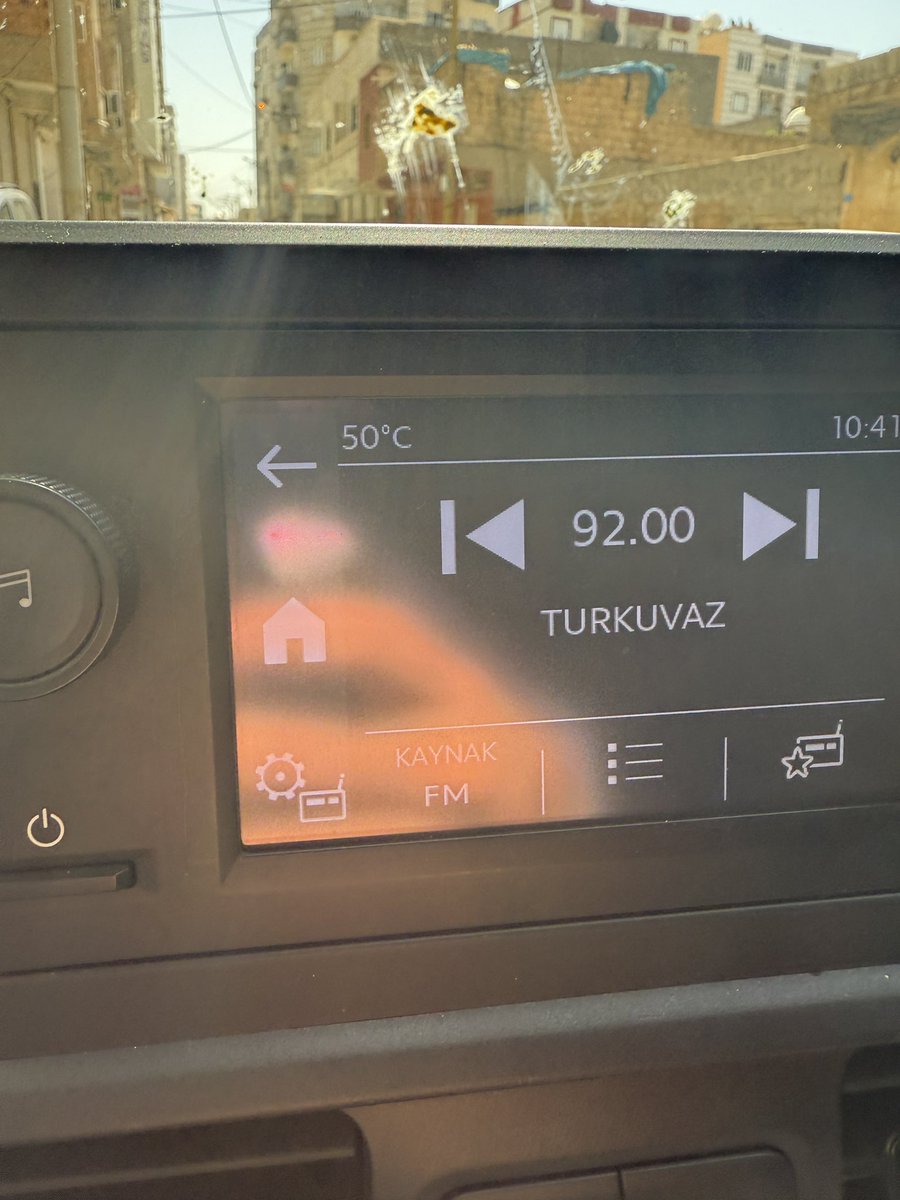 50°C
10:41
92.00
TURKUVAZ
KAYNAK
FM